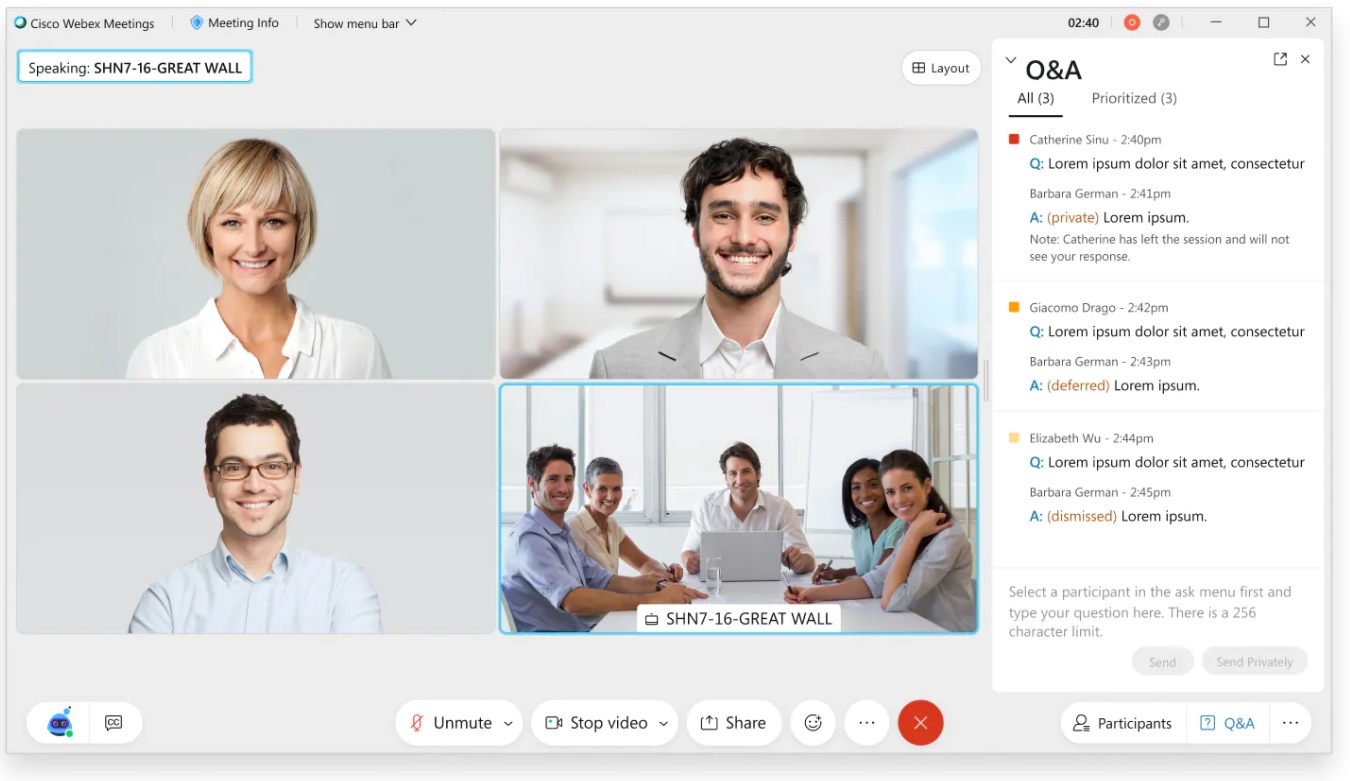 Cisco Webex Meetings
Meeting Info
Show menu bar
02:40
Speaking: SHN7-16-GREAT WALL
Layout
SHN7-16-GREAT WALL
Q&A
All (3)
Prioritized (3)
Catherine Sinu - 2:40pm
Q: Lorem ipsum dolor sit amet, consectetur
Barbara German - 2:41pm
A: (private) Lorem ipsum.
Note: Catherine has left the session and will not
see your response.
Giacomo Drago - 2:42pm
Q: Lorem ipsum dolor sit amet, consectetur
Barbara German - 2:43pm
A: (deferred) Lorem ipsum.
Elizabeth Wu - 2:44pm
Q: Lorem ipsum dolor sit amet, consectetur
Barbara German - 2:45pm
A: (dismissed) Lorem ipsum.
Select a participant in the ask menu first and
type your question here. There is a 256
character limit.
Send
Send Privately
CC
Unmute
Stop video
Share
Participants
Q&A